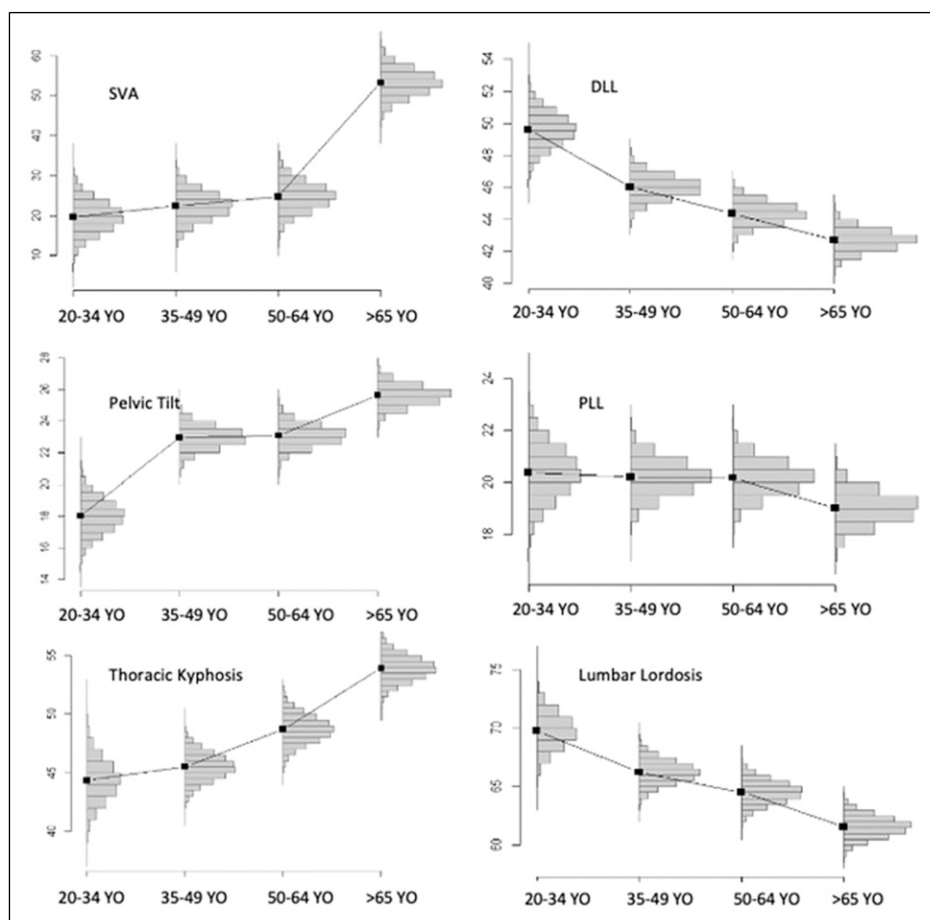 SVA
60
50
40
30
20
10
20-34 YO 35-49 YO 50-64 YO >65 YO
DLL
54
52
50
48
46
44
42
40
20-34 YO 35-49 YO 50-64 YO >65 YO
Pelvic Tilt
28
26
24
22
20
18
16
14
20-34 YO 35-49 YO 50-64 YO >65 YO
PLL
24
22
20
18
20-34 YO 35-49 YO 50-64 YO >65 YO
Thoracic Kyphosis
55
50
45
40
20-34 YO 35-49 YO 50-64 YO >65 YO
Lumbar Lordosis
75
70
65
60
20-34 YO 35-49 YO 50-64 YO >65 YO